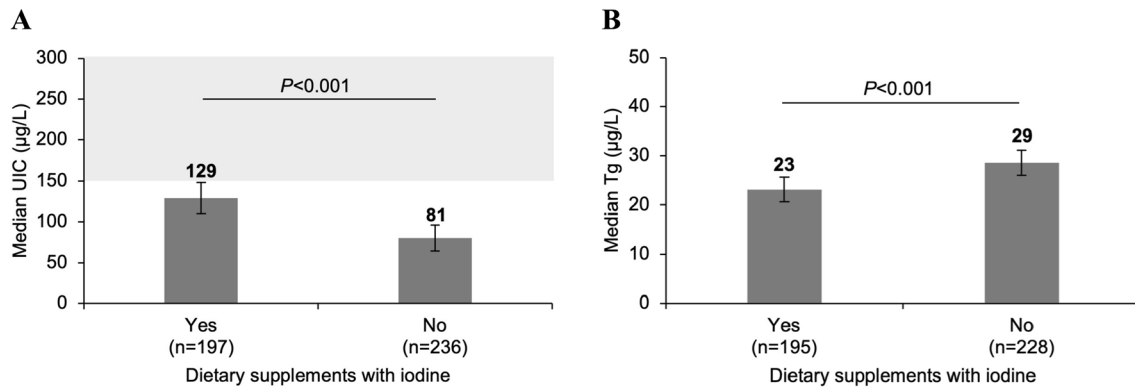 A
Median UIC (µg/L)
300
250
200
150
100
50
0
P<0.001
129
81
Yes
(n=197)
No
(n=236)
Dietary supplements with iodine
B
Median Tg (µg/L)
50
40
30
20
10
0
P<0.001
23
29
Yes
(n=195)
No
(n=228)
Dietary supplements with iodine